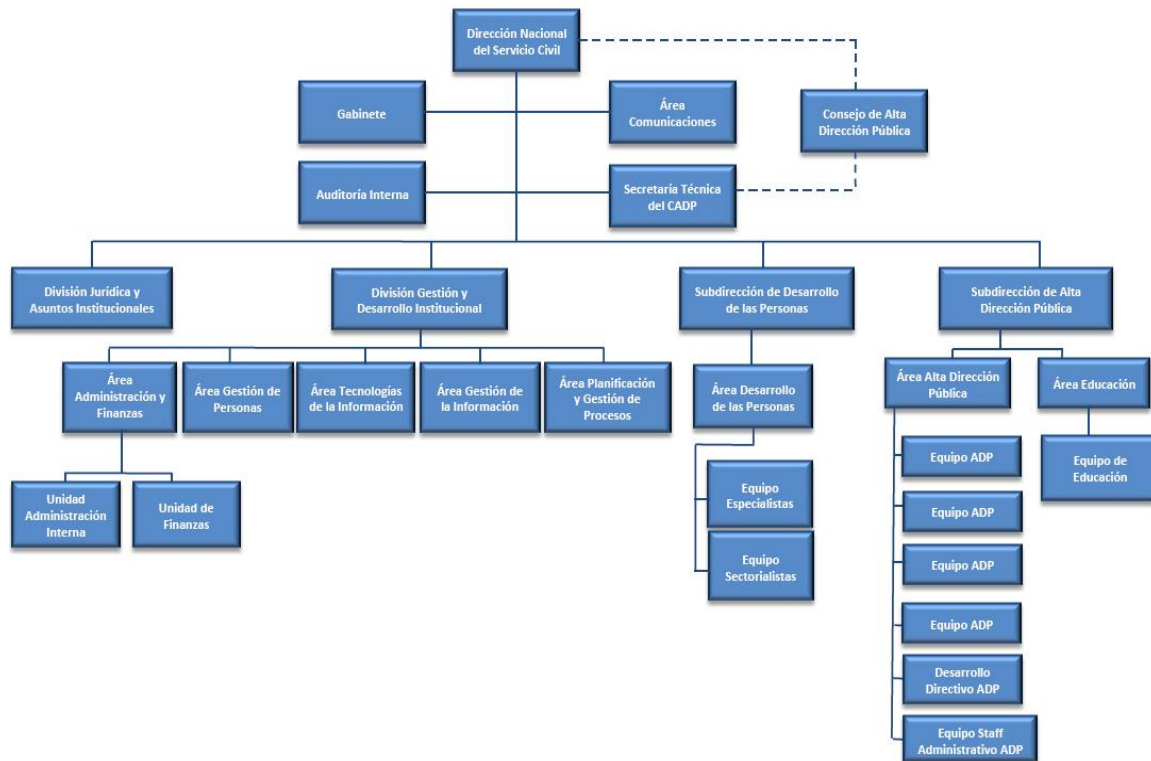 Dirección Nacional
del Servicio Civil
Gabinete
Área
Comunicaciones
Consejo de Alta
Dirección Pública
Auditoría Interna
Secretaría Técnica
del CADP
División Jurídica y
Asuntos Institucionales
División Gestión y
Desarrollo Institucional
Subdirección de Desarrollo
de las Personas
Subdirección de Alta
Dirección Pública
Área
Administración y
Finanzas
Área Gestión de
Personas
Área Tecnologías
de la Información
Área Gestión de
la Información
Área Planificación
y Gestión de
Procesos
Área Desarrollo
de las Personas
Área Alta Dirección
Pública
Área Educación
Unidad
Administración
Interna
Unidad de
Finanzas
Equipo
Especialistas
Equipo
Sectorialistas
Equipo ADP
Equipo ADP
Equipo ADP
Equipo ADP
Desarrollo
Directivo ADP
Equipo Staff
Administrativo ADP
Equipo de
Educación